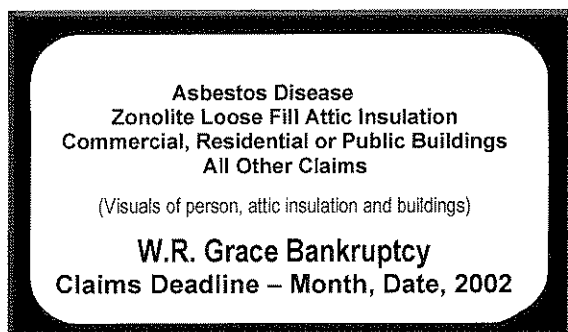 Asbestos Disease
Zonolite Loose Fill Attic Insulation
Commercial, Residential or Public Buildings
All Other Claims
(Visuals of person, attic insulation and buildings)
W.R. Grace Bankruptcy
Claims Deadline – Month, Date, 2002